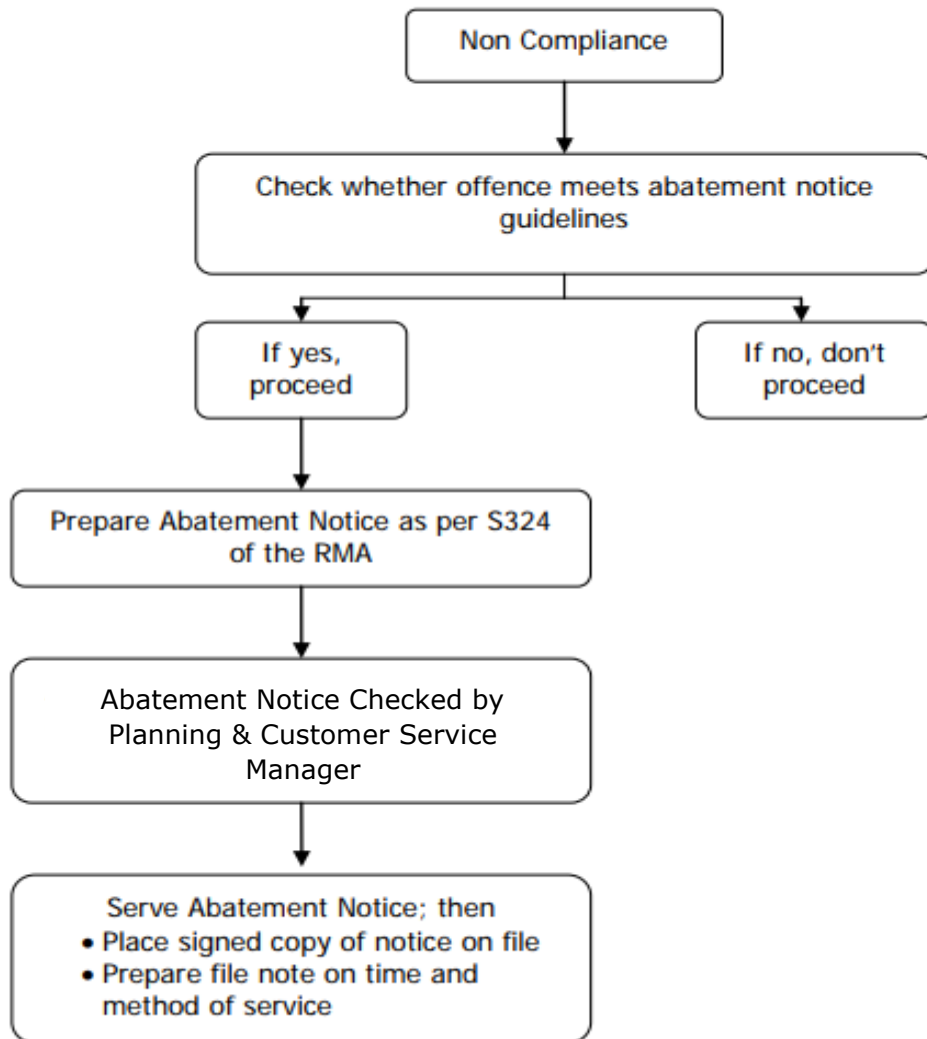 Non Compliance
Check whether offence meets abatement notice
guidelines
If yes,
proceed
If no, don't
proceed
Prepare Abatement Notice as per S324
of the RMA
Abatement Notice Checked by
Planning & Customer Service
Manager
Serve Abatement Notice; then
• Place signed copy of notice on file
• Prepare file note on time and
method of service